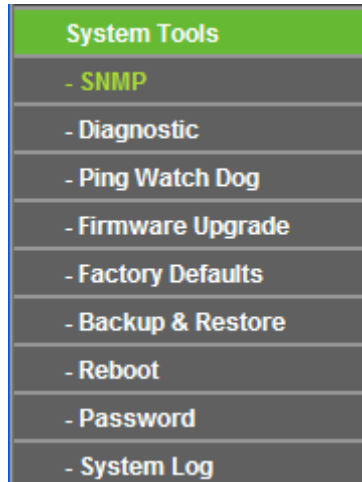 System Tools
- SNMP
- Diagnostic
- Ping Watch Dog
- Firmware Upgrade
- Factory Defaults
- Backup & Restore
- Reboot
- Password
- System Log